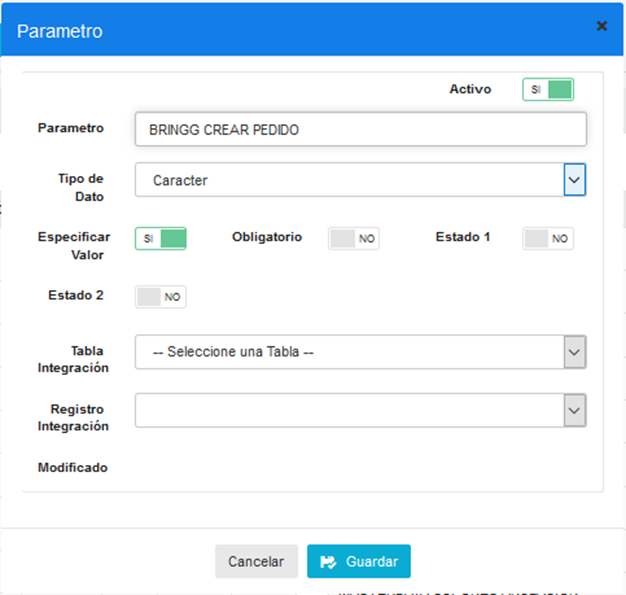 Parametro
Activo SI
Parametro BRINGG CREAR PEDIDO
Tipo de Dato Caracter
Especificar Valor SI Obligatorio NO Estado 1 NO
Estado 2 NO
Tabla Integración -- Seleccione una Tabla --
Registro Integración
Modificado
Cancelar Guardar